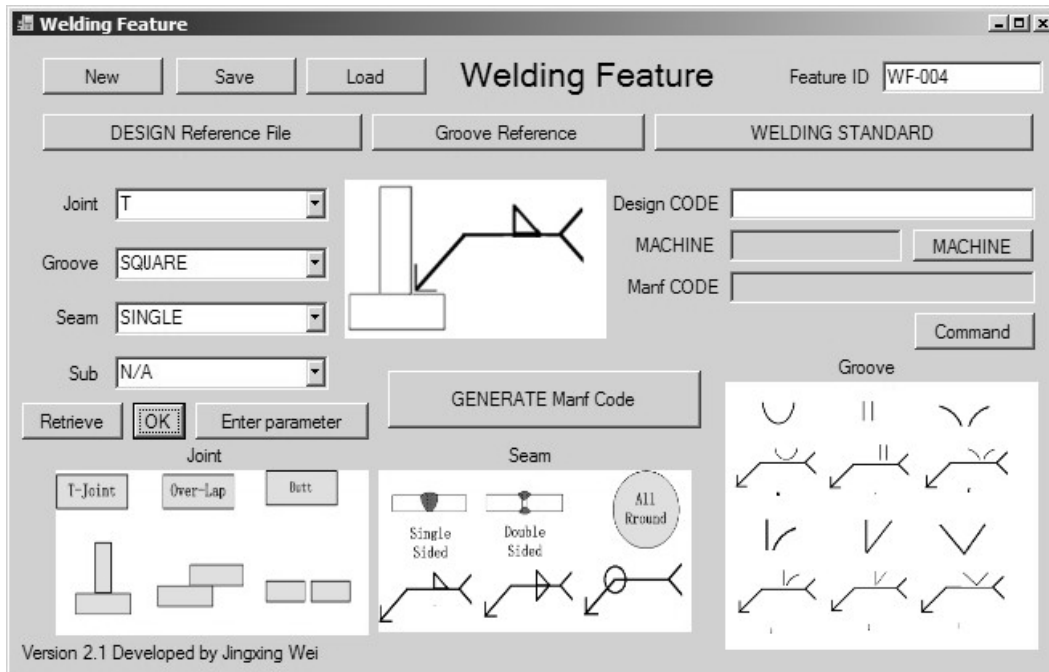 Welding Feature
New Save Load Welding Feature Feature ID WF-004
DESIGN Reference File Groove Reference WELDING STANDARD
Joint T Design CODE
MACHINE MACHINE
Groove SQUARE
Manf CODE
Seam SINGLE
Command
Sub N/A
Groove
GENERATE Manf Code
Retrieve OK Enter parameter
Joint Seam
T-Joint Over-Lap Butt
All
Rround
Single
Sided
Double
Sided
Version 2.1 Developed by Jingxing Wei